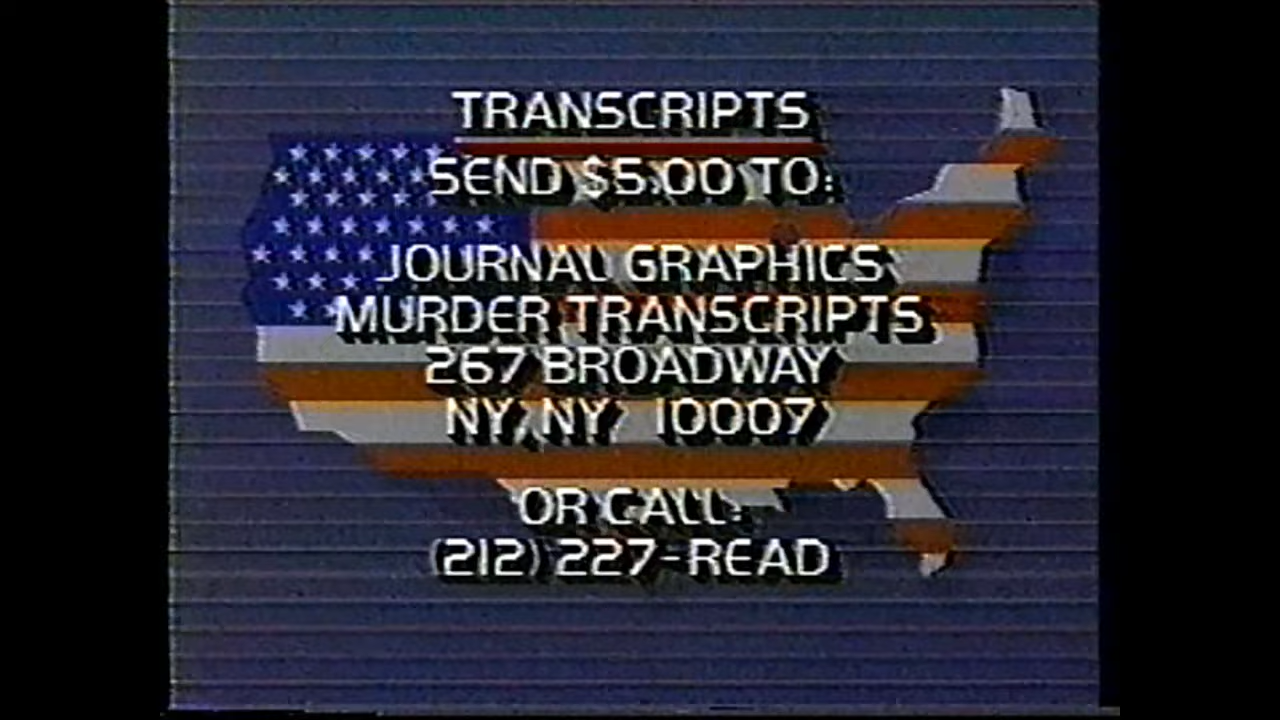 TRANSCRIPTS
SEND $5.00 TO:
JOURNAL GRAPHICS
MURDER TRANSCRIPTS
267 BROADWAY
NY, NY 10007
OR CALL:
(212) 227-READ